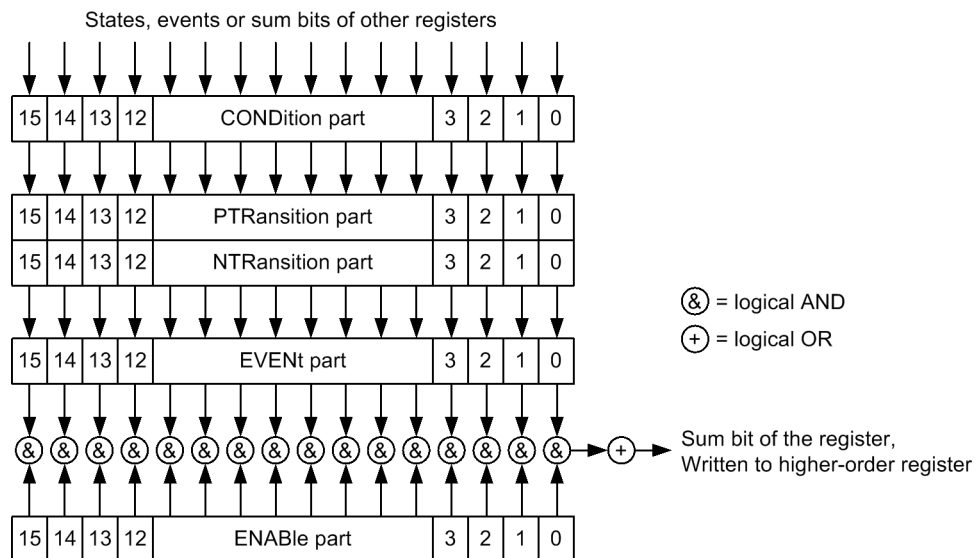 States, events or sum bits of other registers
15 14 13 12 CONDition part 3 2 1 0
15 14 13 12 PTRansition part 3 2 1 0
15 14 13 12 NTRansition part 3 2 1 0
& = logical AND
+ = logical OR
15 14 13 12 EVENt part 3 2 1 0
& & & & & & & & & & & & & & & & +
Sum bit of the register,
Written to higher-order register
15 14 13 12 ENABle part 3 2 1 0